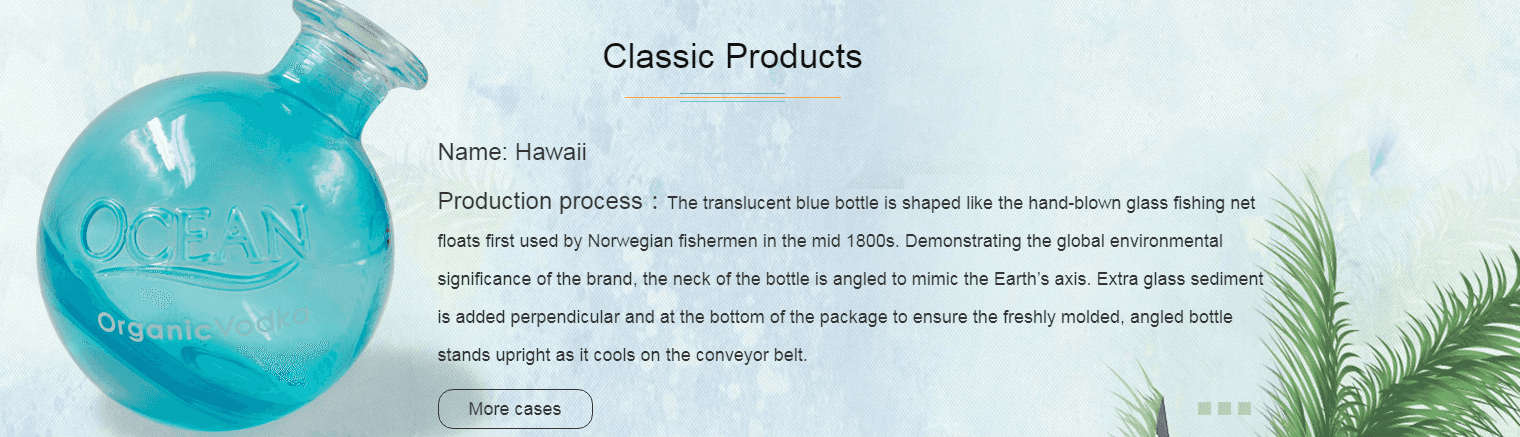 Classic Products
OCEAN
Organic Vodka
Name: Hawaii
Production process：The translucent blue bottle is shaped like the hand-blown glass fishing net
floats first used by Norwegian fishermen in the mid 1800s. Demonstrating the global environmental
significance of the brand, the neck of the bottle is angled to mimic the Earth’s axis. Extra glass sediment
is added perpendicular and at the bottom of the package to ensure the freshly molded, angled bottle
stands upright as it cools on the conveyor belt.
More cases